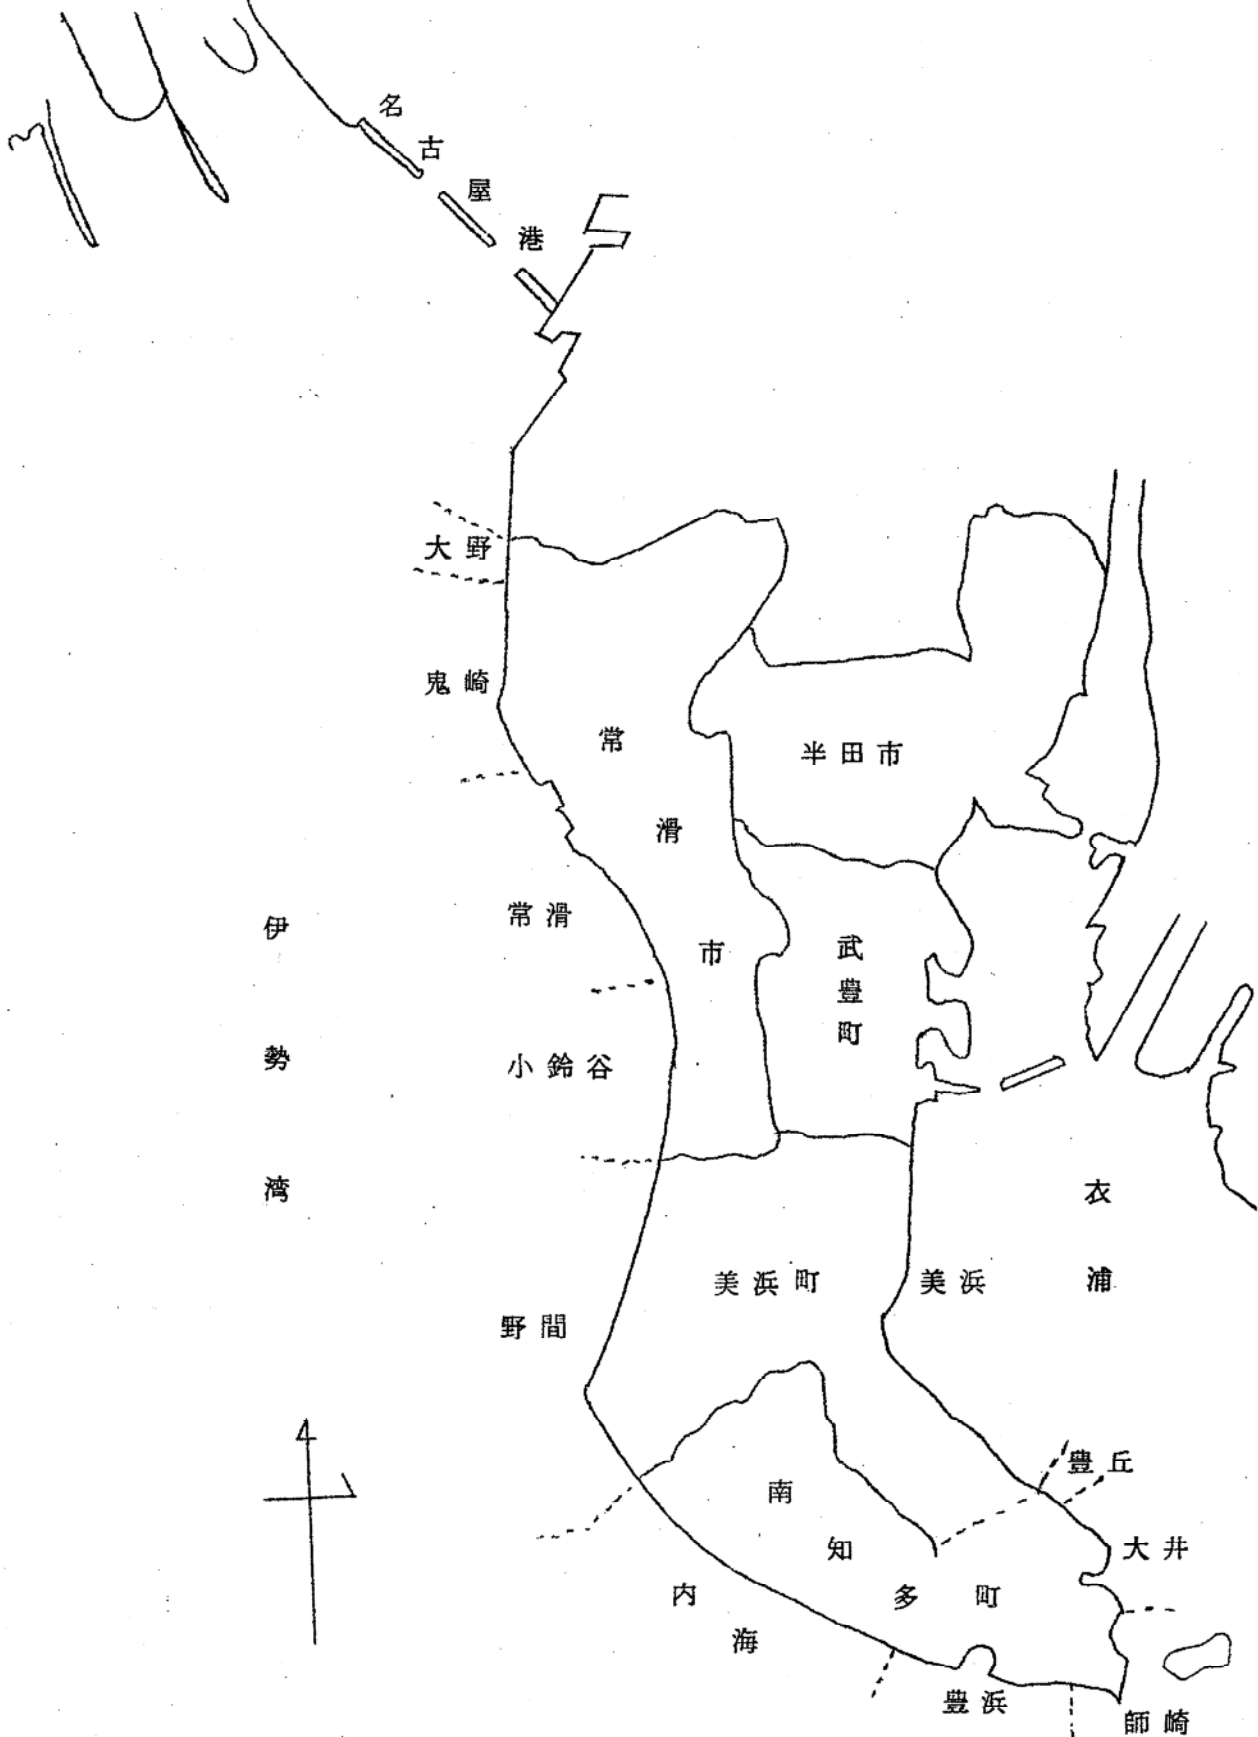 名古屋港
大野
鬼崎
常滑市
半田市
伊勢湾
常滑
武豊町
小鈴谷
衣浦
美浜町
美浜
野間
豊丘
南知多町
大井
内海
豊浜
師崎